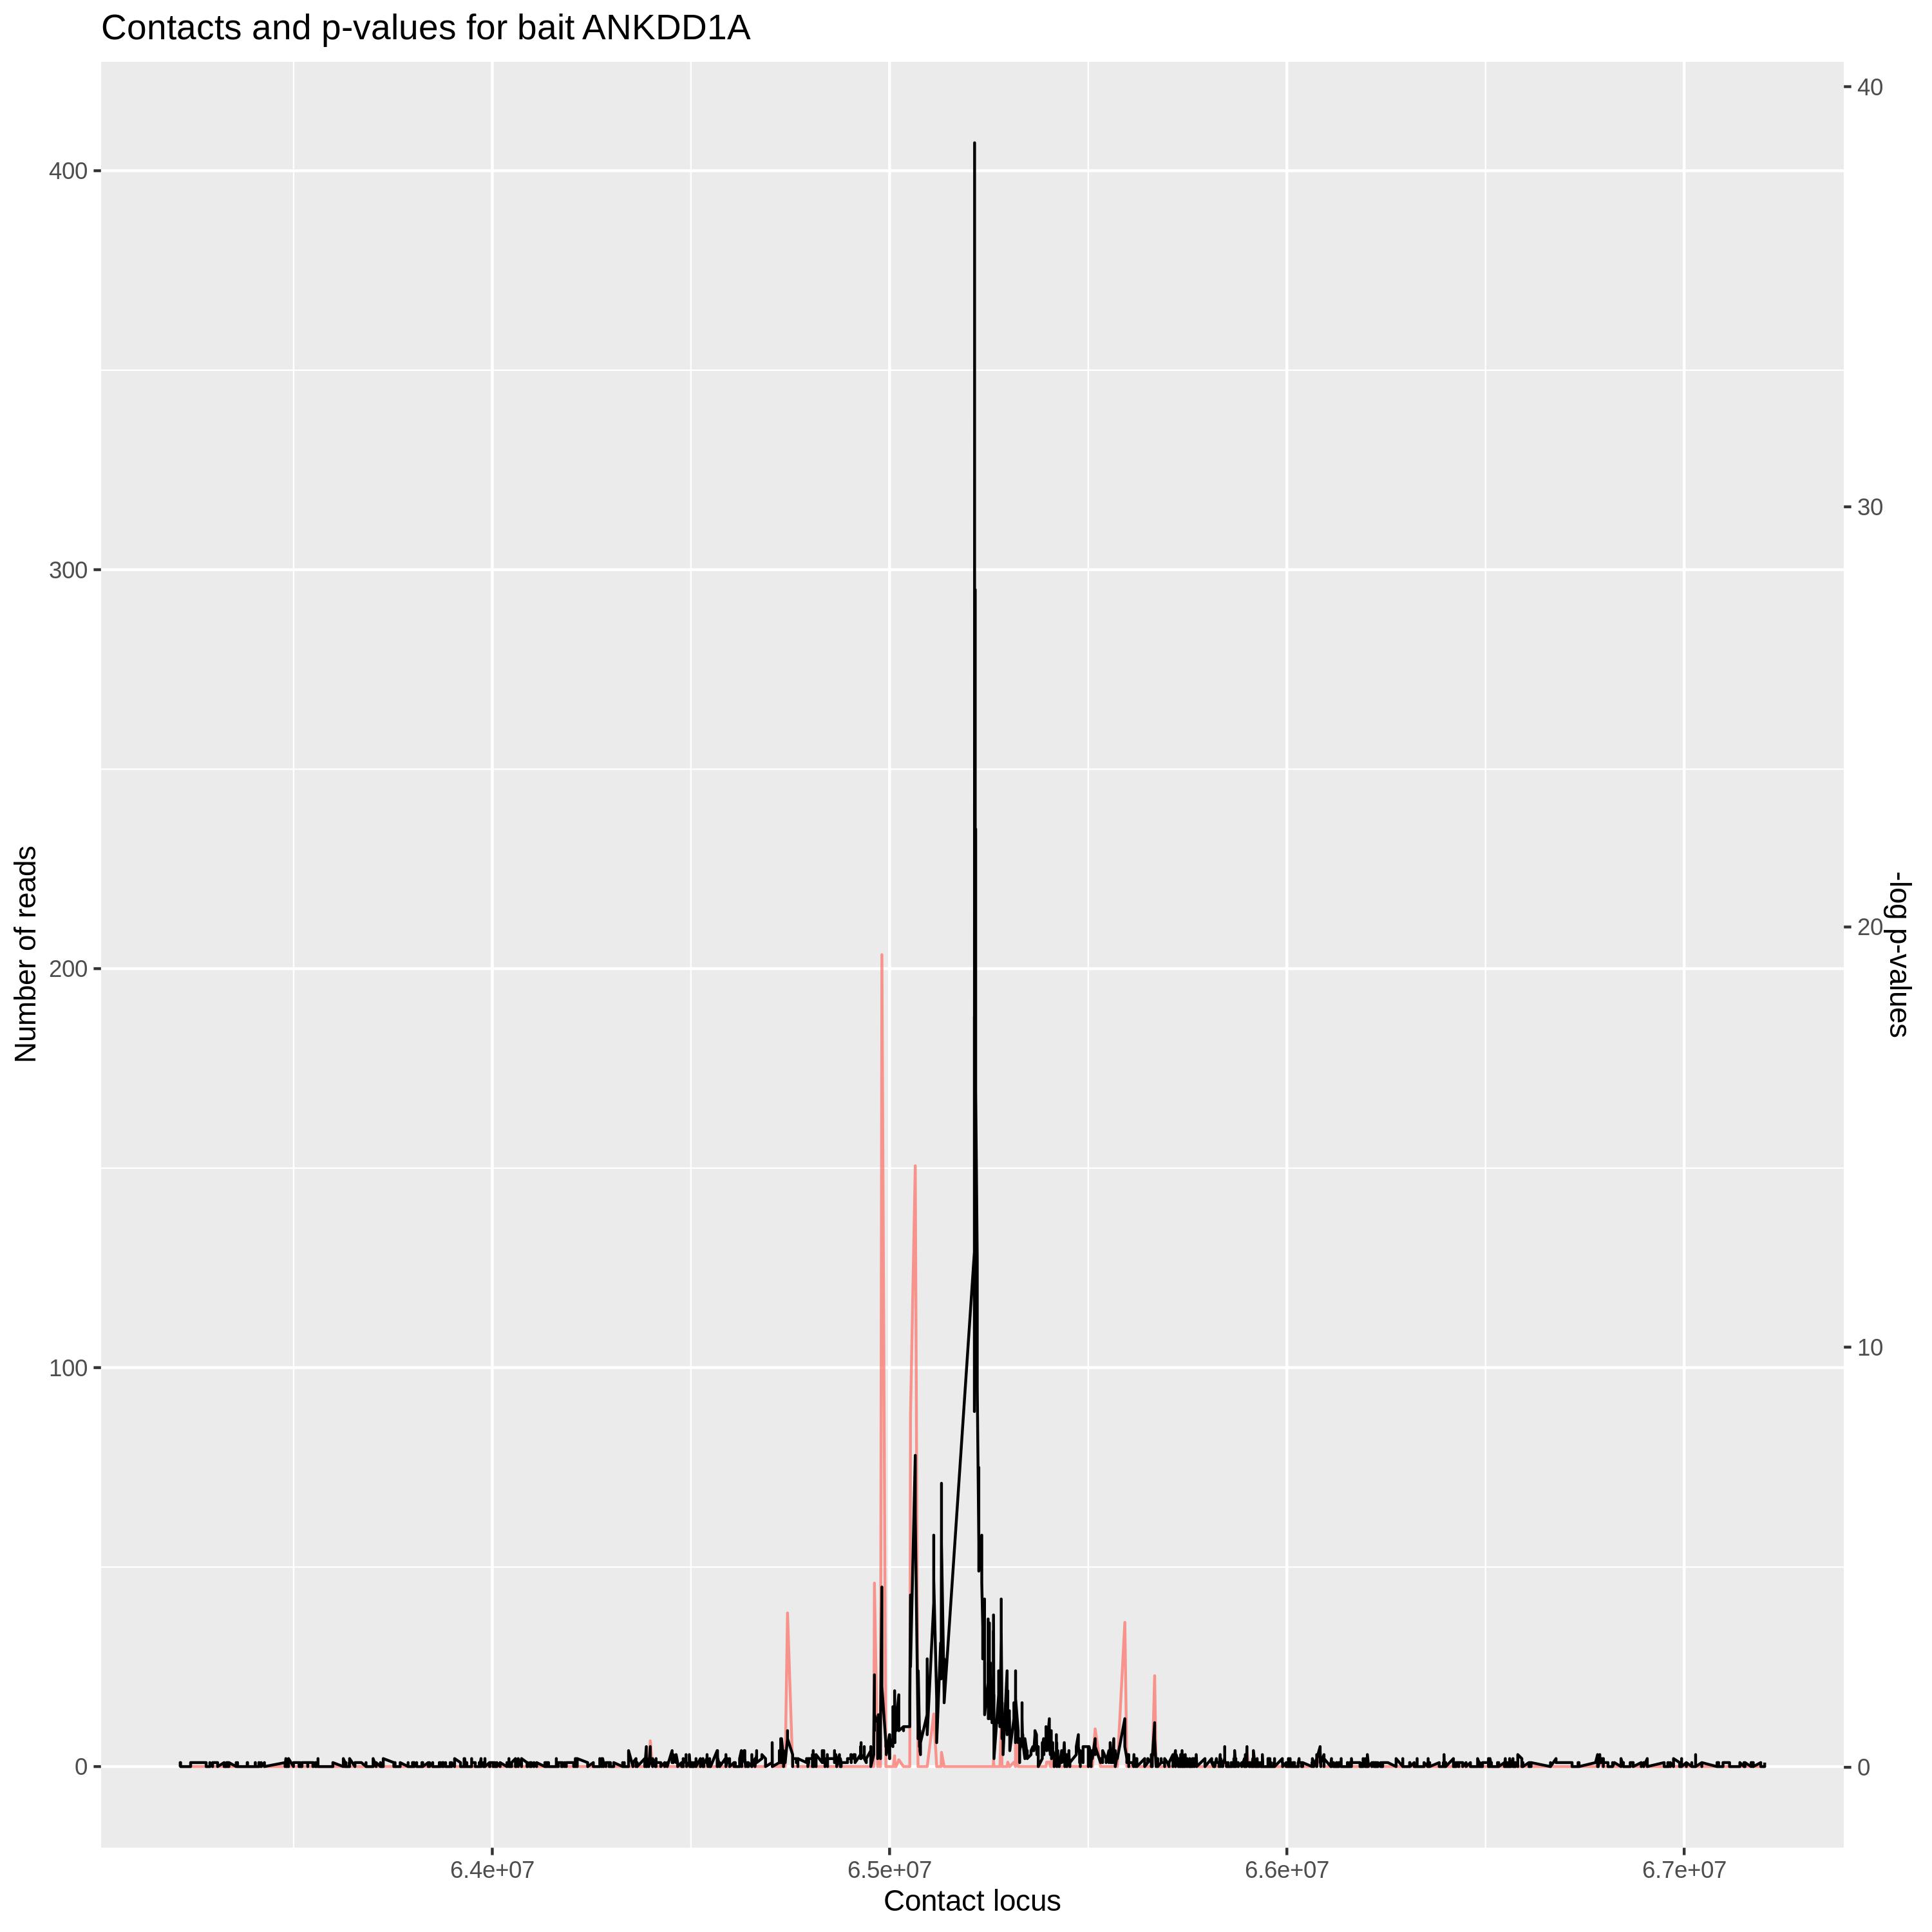 Contacts and p-values for bait ANKDD1A
400
300
200
100
0
Number of reads
40
30
20
10
0
-log p-values
6.4e+07
6.5e+07
6.6e+07
6.7e+07
Contact locus